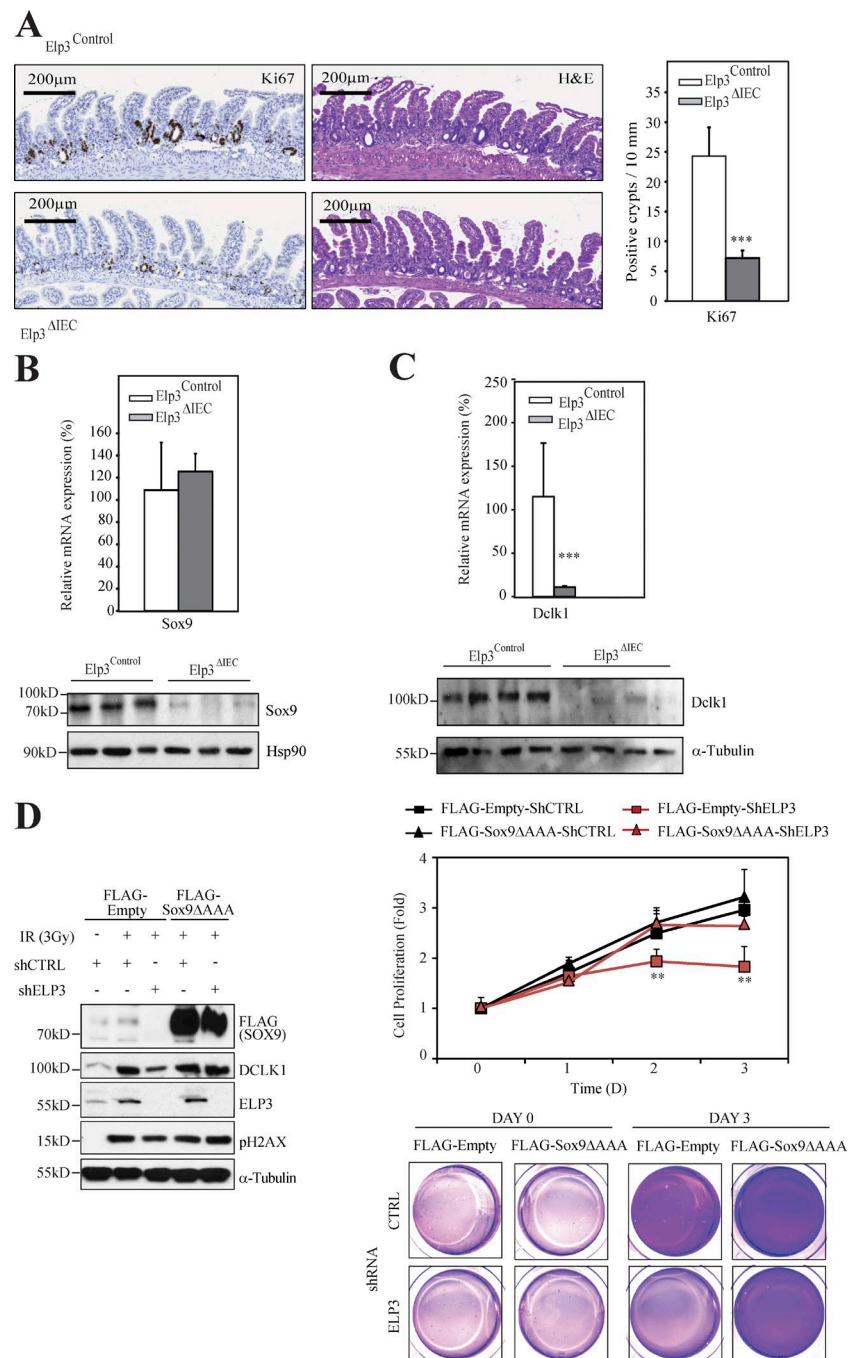 A
Elp3Control
200μm
Ki67
200μm
H&E
200μm
200μm
Elp3ΔIEC
Elp3Control
Elp3ΔIEC
Positive crypts / 10 mm
35
30
25
20
15
10
5
0
***
Ki67
B
Elp3Control
Elp3ΔIEC
Relative mRNA expression (%)
160
140
120
100
80
60
40
20
0
Sox9
Elp3Control Elp3ΔIEC
100kD
70kD
Sox9
90kD
Hsp90
C
250
Elp3Control
Elp3ΔIEC
Relative mRNA expression (%)
200
150
100
50
0
***
Dclk1
Elp3Control Elp3ΔIEC
100kD
Dclk1
55kD
α-Tubulin
D
FLAG-Empty FLAG-Sox9ΔAAA
IR (3Gy) - + + + +
shCTRL + + - + -
shELP3 - - + - +
70kD
FLAG (SOX9)
100kD
DCLK1
55kD
ELP3
15kD
pH2AX
55kD
α-Tubulin
FLAG-Empty-ShCTRL FLAG-Empty-ShELP3
FLAG-Sox9ΔAAA-ShCTRL FLAG-Sox9ΔAAA-ShELP3
Cell Proliferation (Fold)
4
3
2
1
0
** **
0 1 2 3
Time (D)
DAY 0 DAY 3
FLAG-Empty FLAG-Sox9ΔAAA FLAG-Empty FLAG-Sox9ΔAAA
shRNA
CTRL
ELP3